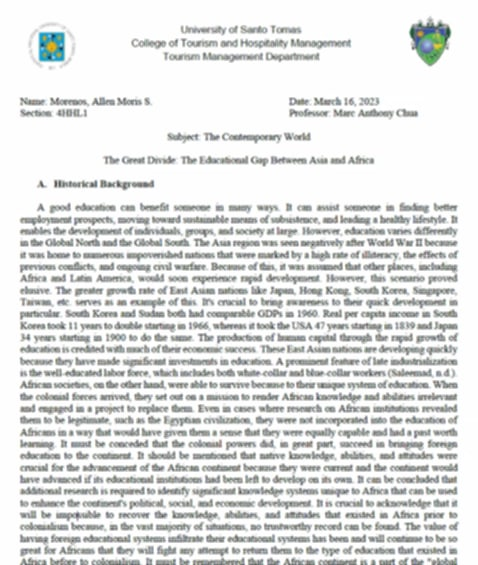 University of Santo Tomas
College of Tourism and Hospitality Management
Tourism Management Department
Name: Morenos, Allen Moris S.
Date: March 16, 2023
Section: 4HHL1
Professor: Marc Anthony Chua
Subject: The Contemporary World
The Great Divide: The Educational Gap Between Asia and Africa
A. Historical Background
A good education can benefit someone in many ways. It can assist someone in finding better
employment prospects, moving toward sustainable means of subsistence, and leading a healthy lifestyle. It
enables the development of individuals, groups, and society at large. However, education varies differently
in the Global North and the Global South. The Asia region was seen negatively after World War II because
it was home to numerous impoverished nations that were marked by a high rate of illiteracy, the effects of
previous conflicts, and ongoing civil warfare. Because of this, it was assumed that other places, including
Africa and Latin America, would soon experience rapid development. However, this scenario proved
elusive. The greater growth rate of East Asian nations like Japan, Hong Kong, South Korea, Singapore,
Taiwan, etc. serves as an example of this. It's crucial to bring awareness to their quick development in
particular. South Korea and Sudan both had comparable GDPs in 1960. Real per capita income in South
Korea took 11 years to double starting in 1966, whereas it took the USA 47 years starting in 1839 and Japan
34 years starting in 1900 to do the same. The production of human capital through the rapid growth of
education is credited with much of their economic success. These East Asian nations are developing quickly
because they have made significant investments in education. A prominent feature of late industrialization
is the well-educated labor force, which includes both white-collar and blue-collar workers (Saleemad, n.d.).
African societies, on the other hand, were able to survive because to their unique system of education. When
the colonial forces arrived, they set out on a mission to render African knowledge and abilities irrelevant
and engaged in a project to replace them. Even in cases where research on African institutions revealed
them to be legitimate, such as the Egyptian civilization, they were not incorporated into the education of
Africans in a way that would have given them a sense that they were equally capable and had a past worth
learning. It must be conceded that the colonial powers did, in great part, succeed in bringing foreign
education to the continent. It should be mentioned that native knowledge, abilities, and attitudes were
crucial for the advancement of the African continent because they were current and the continent would
have advanced if its educational institutions had been left to develop on its own. It can be concluded that
additional research is required to identify significant knowledge systems unique to Africa that can be used
to enhance the continent's political, social, and economic development. It is crucial to acknowledge that it
will be impossible to recover the knowledge, abilities, and attitudes that existed in Africa prior to
colonialism because, in the vast majority of situations, no trustworthy record can be found. The value of
having foreign educational systems infiltrate their educational systems has been and will continue to be so
great for Africans that they will fight any attempt to return them to the type of education that existed in
Africa before to colonialism. It must be remembered that the African continent is a part of the "global